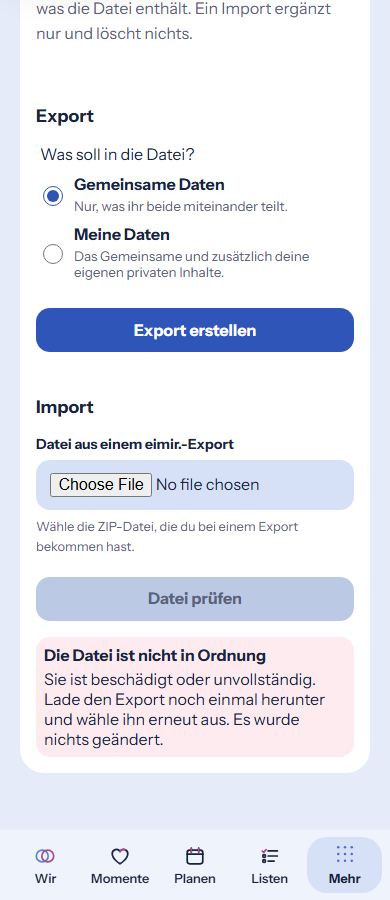 was die Datei enthält. Ein Import ergänzt
nur und löscht nichts.
Export
Was soll in die Datei?
Gemeinsame Daten
Nur, was ihr beide miteinander teilt.
Meine Daten
Das Gemeinsame und zusätzlich deine
eigenen privaten Inhalte.
Export erstellen
Import
Datei aus einem eimir.-Export
Choose File No file chosen
Wähle die ZIP-Datei, die du bei einem Export
bekommen hast.
Datei prüfen
Die Datei ist nicht in Ordnung
Sie ist beschädigt oder unvollständig.
Lade den Export noch einmal herunter
und wähle ihn erneut aus. Es wurde
nichts geändert.
Wir Momente Planen Listen Mehr